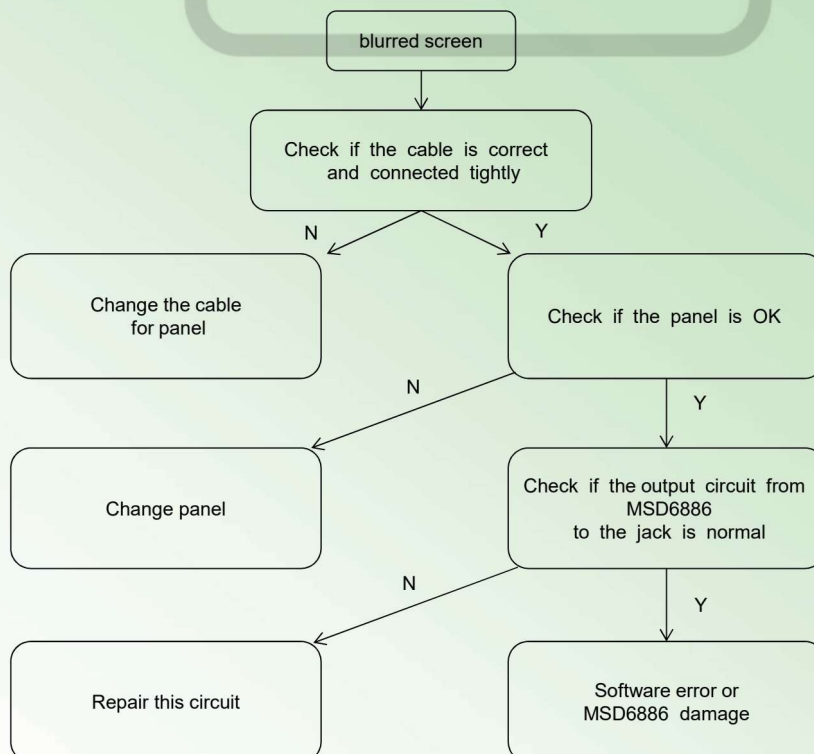 blurred screen
Check if the cable is correct
and connected tightly
N
Y
Change the cable
for panel
Check if the panel is OK
N
Y
Change panel
Check if the output circuit from
MSD6886
to the jack is normal
N
Y
Repair this circuit
Software error or
MSD6886 damage